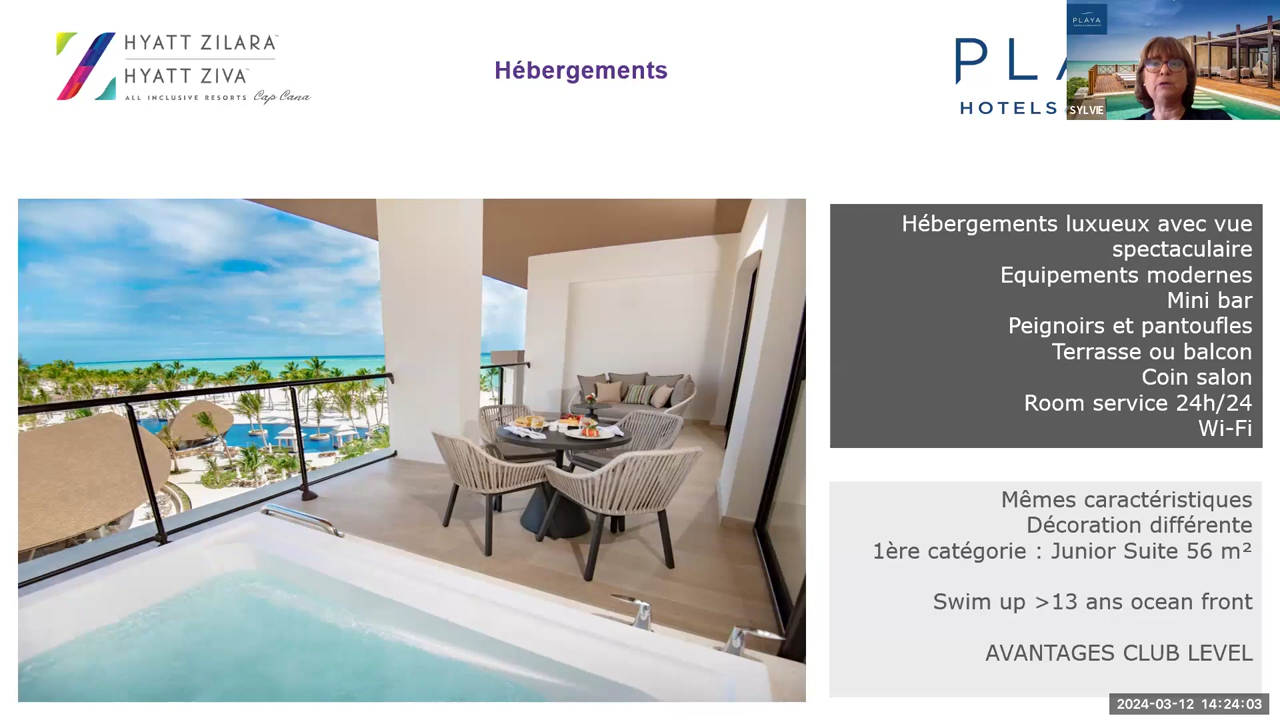 HYATT ZILARA™
HYATT ZIVA™
ALL INCLUSIVE RESORTS Cap Cana
Hébergements
HOTELS
PLAYA
SYLVIE
Hébergements luxueux avec vue
spectaculaire
Equipements modernes
Mini bar
Peignoirs et pantoufles
Terrasse ou balcon
Coin salon
Room service 24h/24
Wi-Fi
Mêmes caractéristiques
Décoration différente
1ère catégorie : Junior Suite 56 m²
Swim up >13 ans ocean front
AVANTAGES CLUB LEVEL
2024-03-12 14:24:03